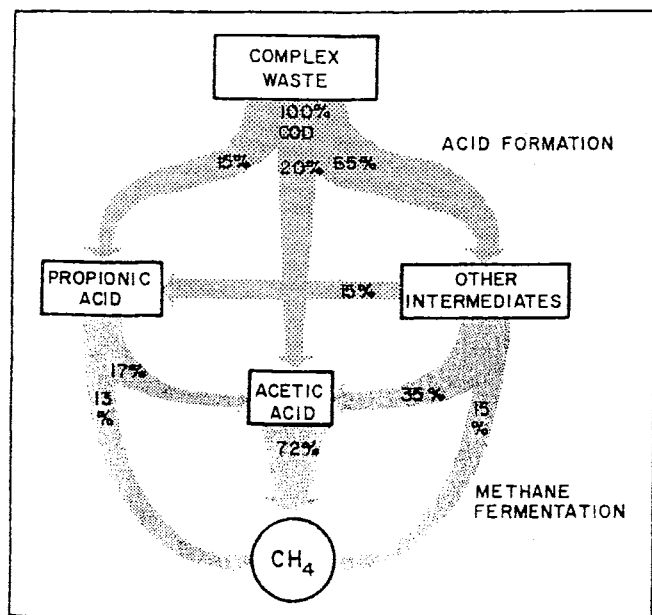 COMPLEX
WASTE
100%
COD
15%
20%
65%
ACID FORMATION
PROPIONIC
ACID
15%
OTHER
INTERMEDIATES
17%
13
%
ACETIC
ACID
35%
15
%
72%
METHANE
FERMENTATION
CH₄